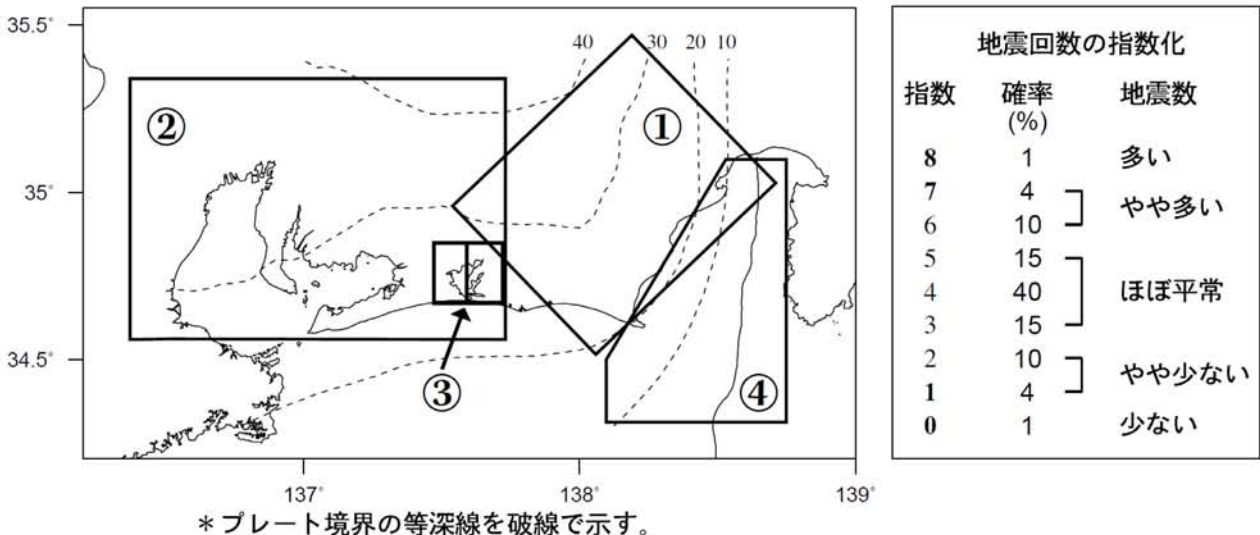 35.5°
35°
34.5°
137°
138°
139°
40
30
20
10
①
②
③
④
＊プレート境界の等深線を破線で示す。
地震回数の指数化
指数 確率 地震数
(%)
8 1 多い
7 4
やや多い
6 10
5 15
4 40 ほぼ平常
3 15
2 10
やや少ない
1 4
0 1 少ない